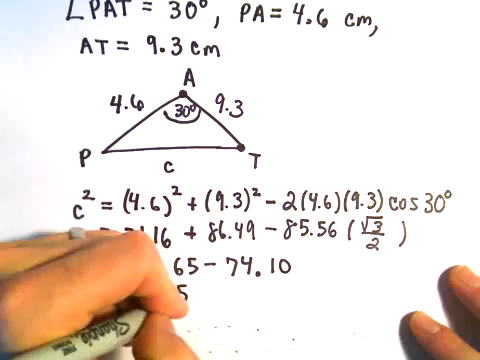 ∠PAT = 30°, PA = 4.6 cm,
AT = 9.3 cm
A
4.6 30° 9.3
P T
c
c² = (4.6)² + (9.3)² - 2(4.6)(9.3) cos 30°
16 + 86.49 - 85.56 (√3/2)
65 - 74.10
5
Sharpie